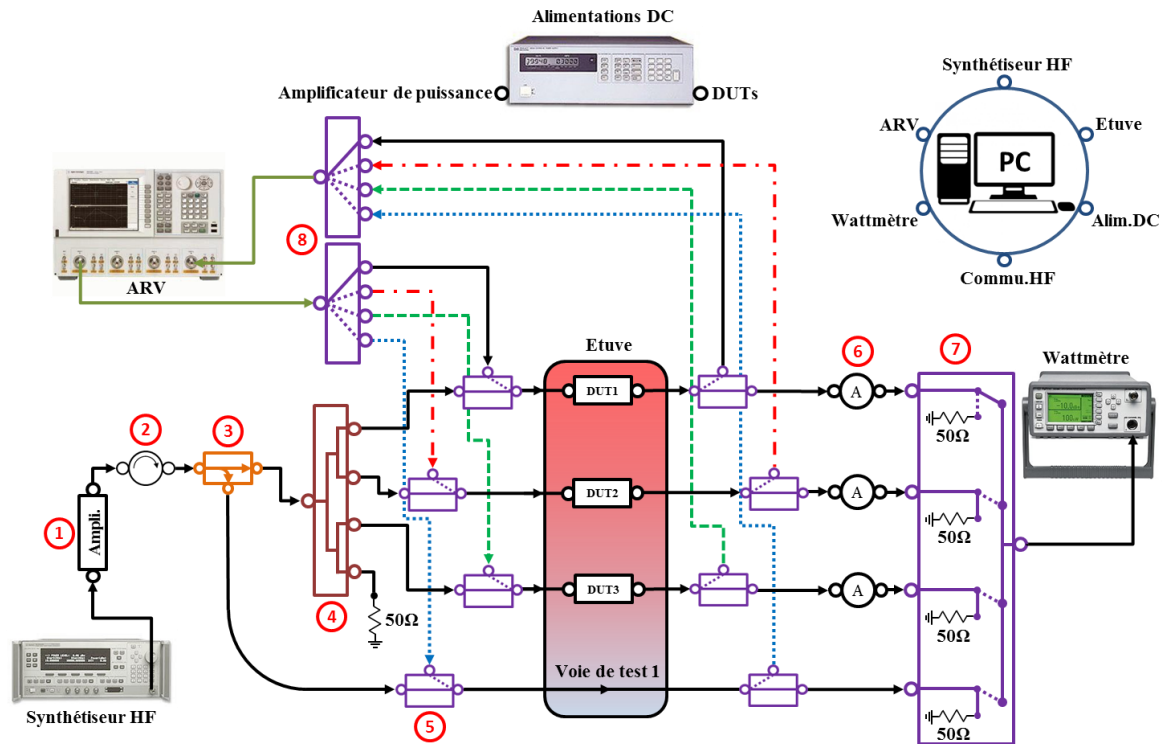 Alimentations DC
Amplificateur de puissance
DUTs
Synthétiseur HF
ARV
Etuve
PC
Wattmètre
Alim.DC
Commu.HF
8
ARV
Etuve
6
7
Wattmètre
DUT1
A
50Ω
2
3
1
Ampli.
DUT2
A
50Ω
DUT3
A
50Ω
4
50Ω
Voie de test 1
5
50Ω
Synthétiseur HF